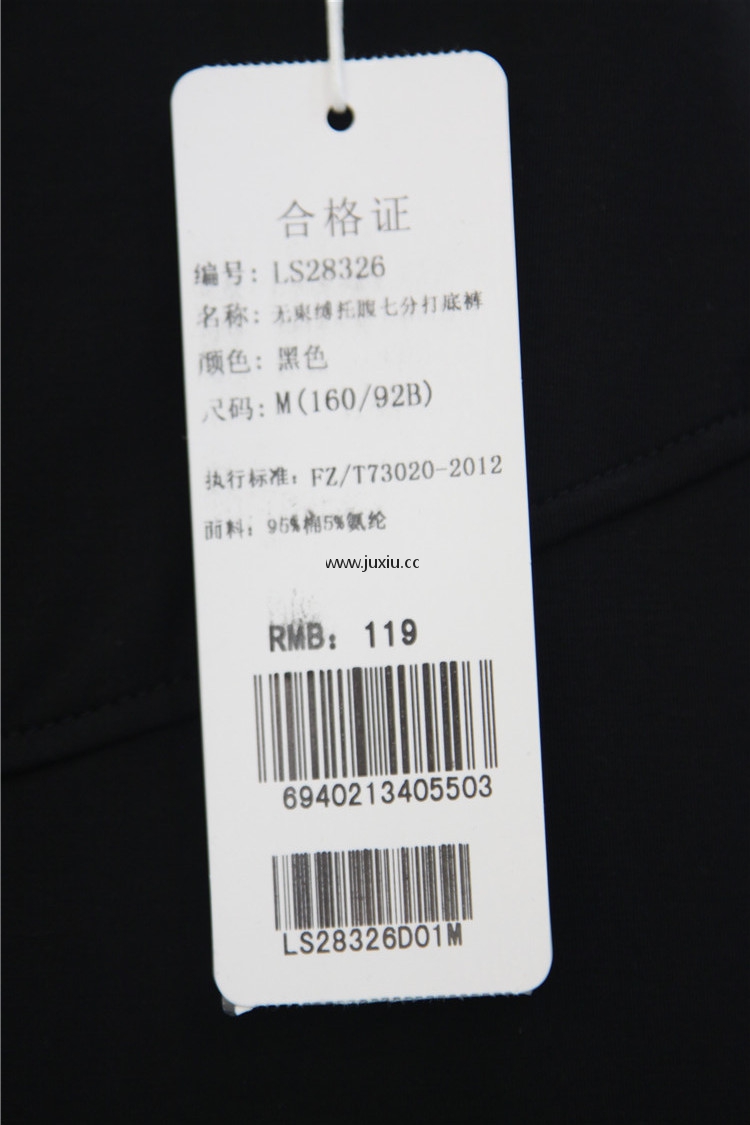 合格证
编号: LS28326
名称: 无束缚托腹七分打底裤
颜色: 黑色
尺码: M(160/92B)
执行标准: FZ/T73020-2012
面料: 95%棉5%氨纶
www.juxiu.cc
RMB: 119
6940213405503
LS28326D01M